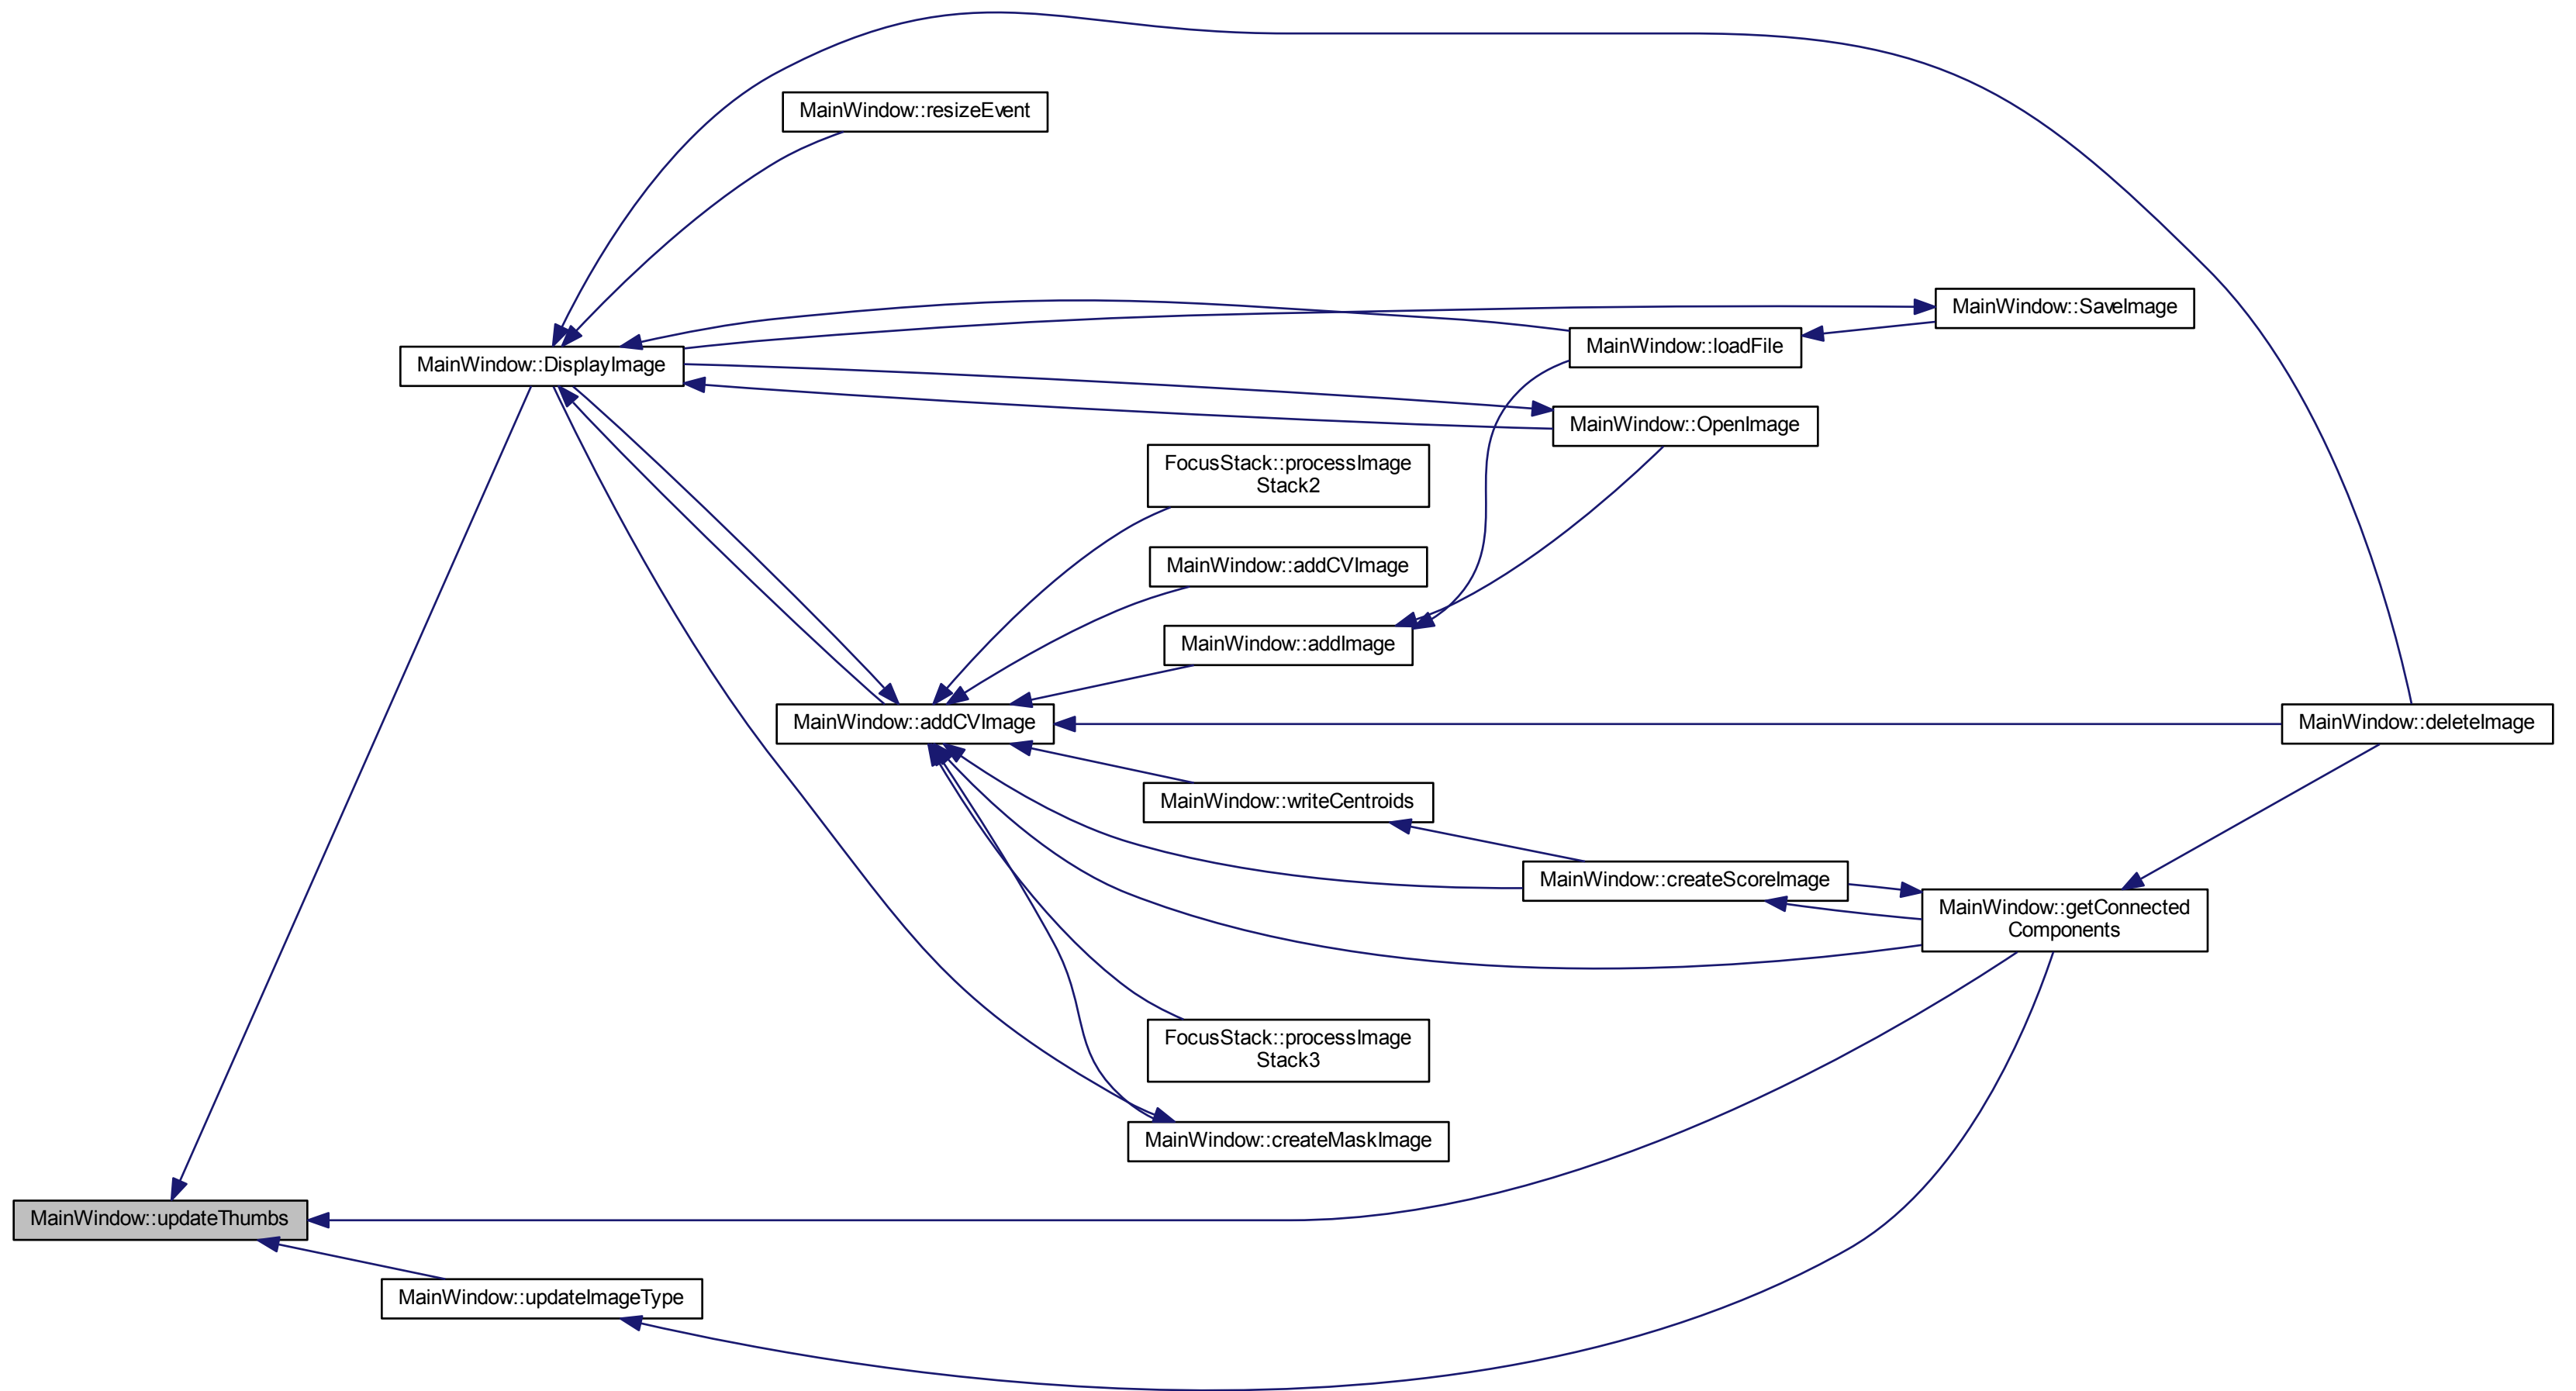 MainWindow::resizeEvent
MainWindow::SaveImage
MainWindow::loadFile
MainWindow::DisplayImage
MainWindow::OpenImage
FocusStack::processImage
Stack2
MainWindow::addCVImage
MainWindow::addImage
MainWindow::addCVImage
MainWindow::deleteImage
MainWindow::writeCentroids
MainWindow::createScoreImage
MainWindow::getConnected
Components
FocusStack::processImage
Stack3
MainWindow::createMaskImage
MainWindow::updateThumbs
MainWindow::updateImageType